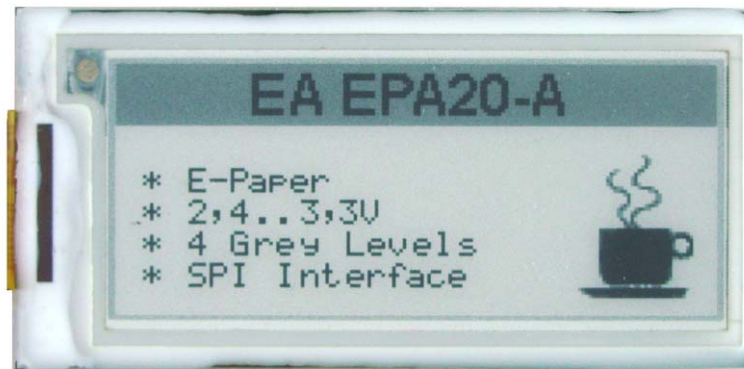 EA EPA20-A
* E-Paper
* 2,4..3,3V
* 4 Grey Levels
* SPI Interface